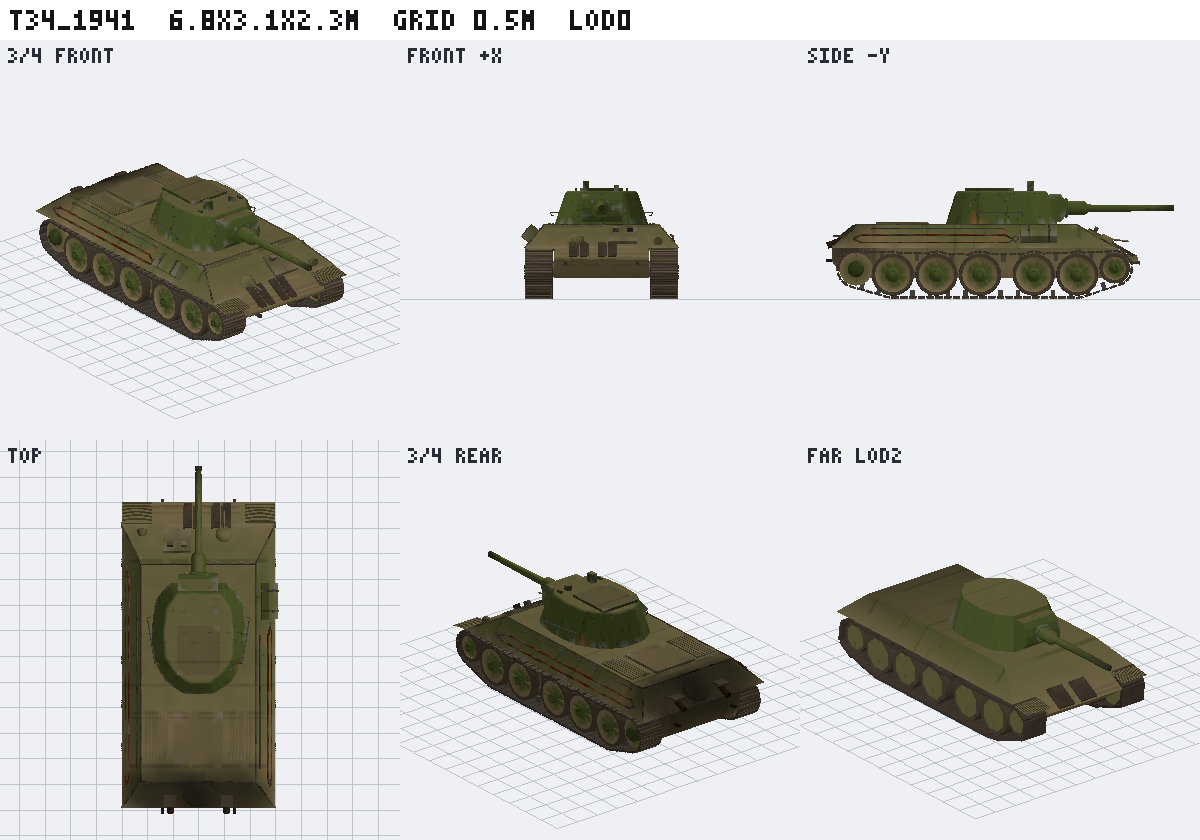 T34_1941 6.8X3.1X2.3M GRID 0.5M LOD0
3/4 FRONT
FRONT +X
SIDE -Y
TOP
3/4 REAR
FAR LOD2